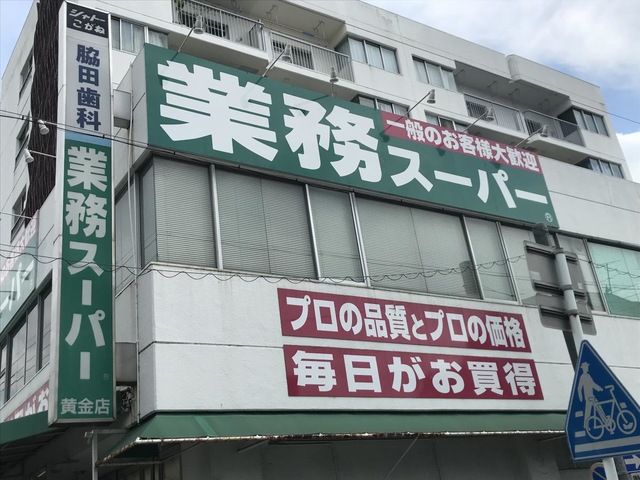 シャトー
こがね
脇田歯科
業務スーパー
黄金店
業務スーパー
一般のお客様大歓迎
プロの品質とプロの価格
毎日がお買得